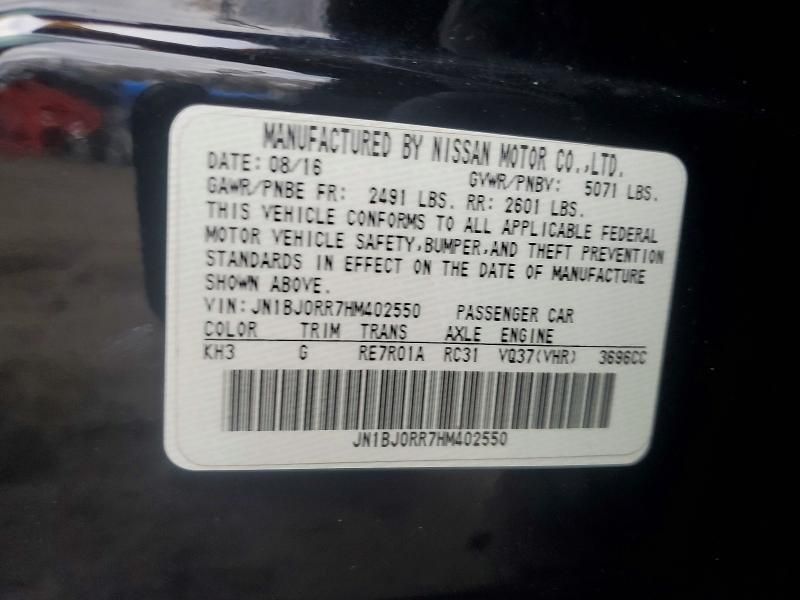 MANUFACTURED BY NISSAN MOTOR CO.,LTD.
DATE: 08/16 GVWR/PNBV: 5071 LBS.
GAWR/PNBE FR: 2491 LBS. RR: 2601 LBS.
THIS VEHICLE CONFORMS TO ALL APPLICABLE FEDERAL
MOTOR VEHICLE SAFETY,BUMPER,AND THEFT PREVENTION
STANDARDS IN EFFECT ON THE DATE OF MANUFACTURE
SHOWN ABOVE.
VIN: JN1BJ0RR7HM402550 PASSENGER CAR
COLOR TRIM TRANS AXLE ENGINE
KH3 G RE7R01A RC31 VQ37(VHR) 3696CC
JN1BJ0RR7HM402550